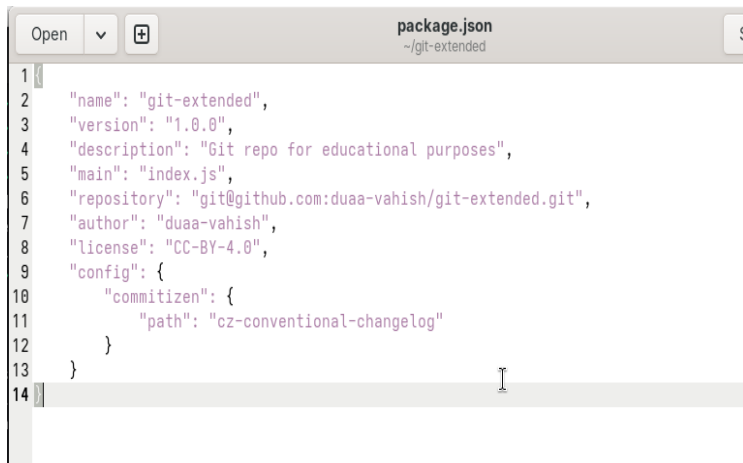 Open
package.json
~/git-extended
1 {
2 "name": "git-extended",
3 "version": "1.0.0",
4 "description": "Git repo for educational purposes",
5 "main": "index.js",
6 "repository": "git@github.com:duaa-vahish/git-extended.git",
7 "author": "duaa-vahish",
8 "license": "CC-BY-4.0",
9 "config": {
10 "commitizen": {
11 "path": "cz-conventional-changelog"
12 }
13 }
14 }